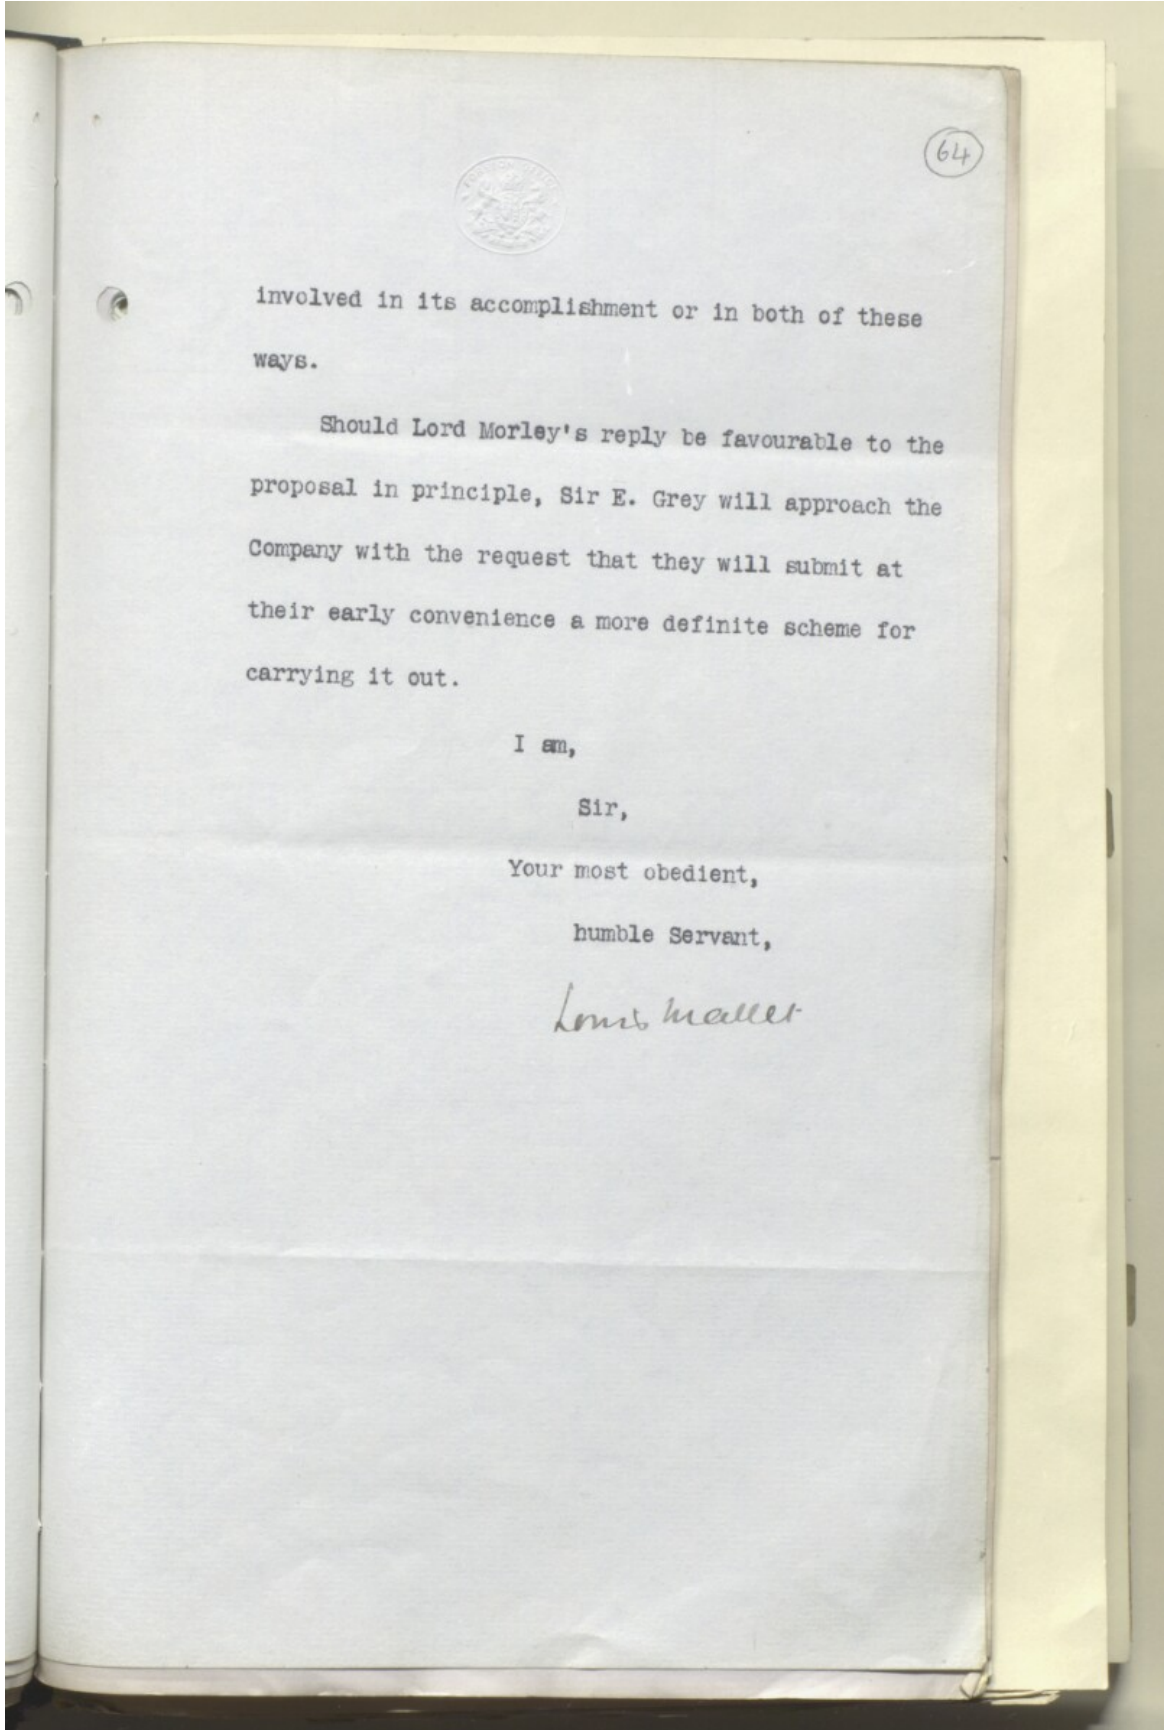 64
FOREIGN OFFICE
involved in its accomplishment or in both of these
ways.
Should Lord Morley's reply be favourable to the
proposal in principle, Sir E. Grey will approach the
Company with the request that they will submit at
their early convenience a more definite scheme for
carrying it out.
I am,
Sir,
Your most obedient,
humble Servant,
Louis Mallet